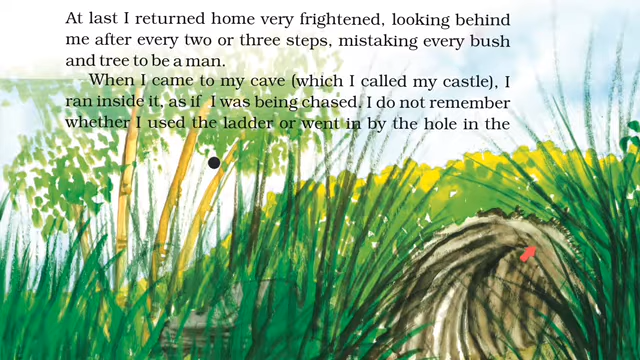 At last I returned home very frightened, looking behind
me after every two or three steps, mistaking every bush
and tree to be a man.
When I came to my cave (which I called my castle), I
ran inside it, as if I was being chased. I do not remember
whether I used the ladder or went in by the hole in the